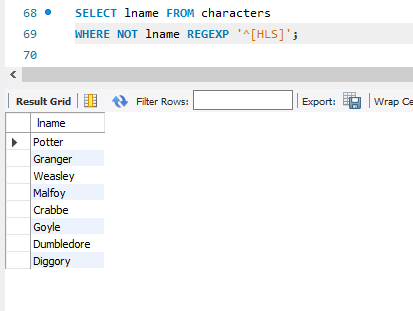 68 SELECT lname FROM characters
69 WHERE NOT lname REGEXP '^[HLS]';
70
Result Grid Filter Rows: Export: Wrap Ce
lname
Potter
Granger
Weasley
Malfoy
Crabbe
Goyle
Dumbledore
Diggory